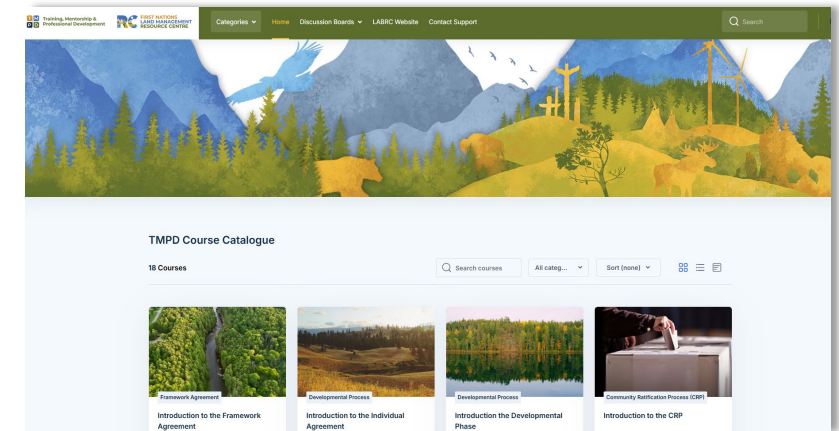 Training, Mentorship &
Professional Development
RC FIRST NATIONS
LAND MANAGEMENT
RESOURCE CENTRE
Categories Home Discussion Boards LABRC Website Contact Support Search
TMPD Course Catalogue
18 Courses Search courses All categ... Sort (none)
Framework Agreement
Introduction to the Framework
Agreement
Developmental Process
Introduction to the Individual
Agreement
Developmental Process
Introduction the Developmental
Phase
Community Ratification Process (CRP)
Introduction to the CRP